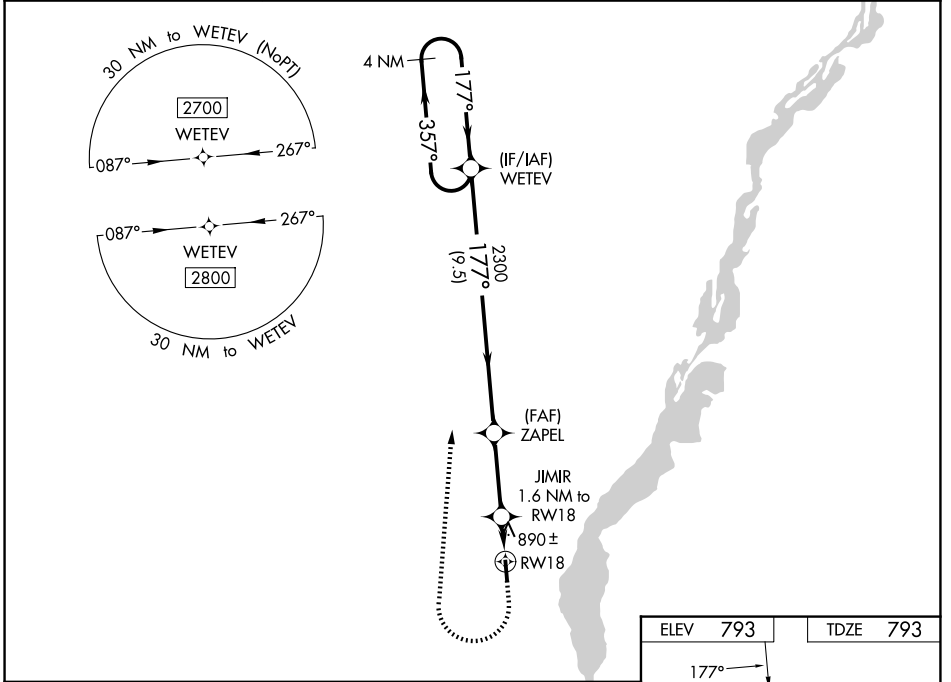 30 NM to WETEV (NoPT)
2700
WETEV
087°
267°
087°
267°
WETEV
2800
30 NM to WETEV
4 NM
177°
357°
(IF/IAF)
WETEV
2300
177°
(9.5)
(FAF)
ZAPEL
JIMIR
1.6 NM to
RW18
890 ±
RW18
ELEV 793
TDZE 793
177°